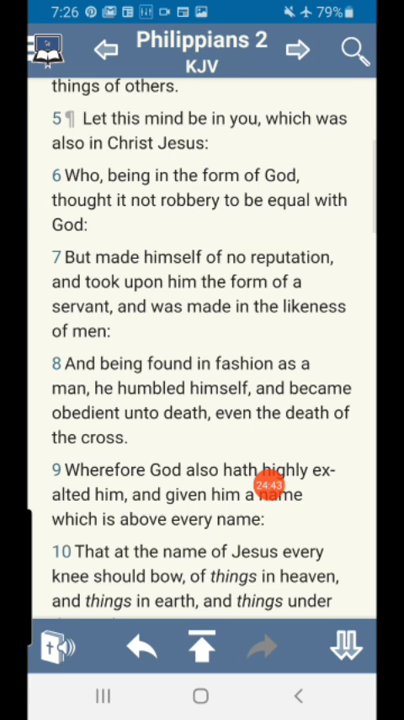 7:26
79%
Philippians 2
KJV
things of others.
5¶ Let this mind be in you, which was
also in Christ Jesus:
6 Who, being in the form of God,
thought it not robbery to be equal with
God:
7 But made himself of no reputation,
and took upon him the form of a
servant, and was made in the likeness
of men:
8 And being found in fashion as a
man, he humbled himself, and became
obedient unto death, even the death of
the cross.
9 Wherefore God also hath highly ex-
alted him, and given him a name
24:43
which is above every name:
10 That at the name of Jesus every
knee should bow, of things in heaven,
and things in earth, and things under